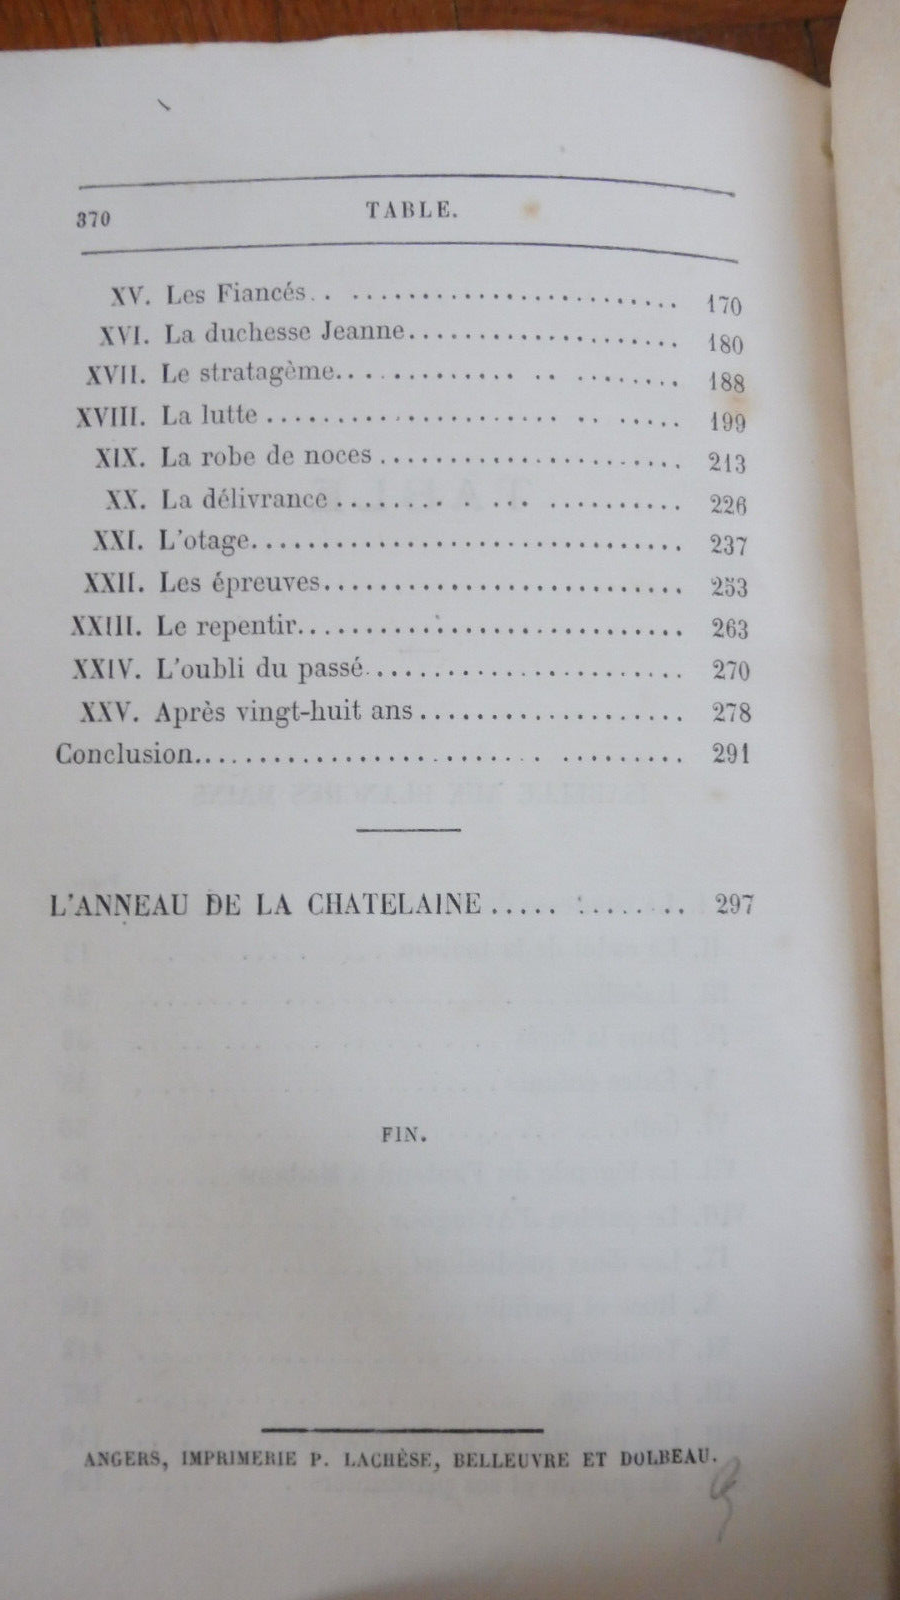 370 TABLE.
XV. Les Fiancés.. ........................ 170
XVI. La duchesse Jeanne................... 180
XVII. Le stratagème............. .. ........ 188
XVIII. La lutte ..................... .. ..... 199
XIX. La robe de noces ...................... 213
XX. La délivrance ........ . ... .......... 226
XXI. L'otage............................... 237
XXII. Les épreuves.......................... 253
XXIII. Le repentir........................... 263
XXIV. L'oubli du passé....................... 270
XXV. Après vingt-huit ans ................... 278
Conclusion........................ ......... 291
L'ANNEAU DE LA CHATELAINE ..... ........ 297
FIN.
ANGERS, IMPRIMERIE P. LACHÈSE, BELLEUVRE ET DOLBEAU.